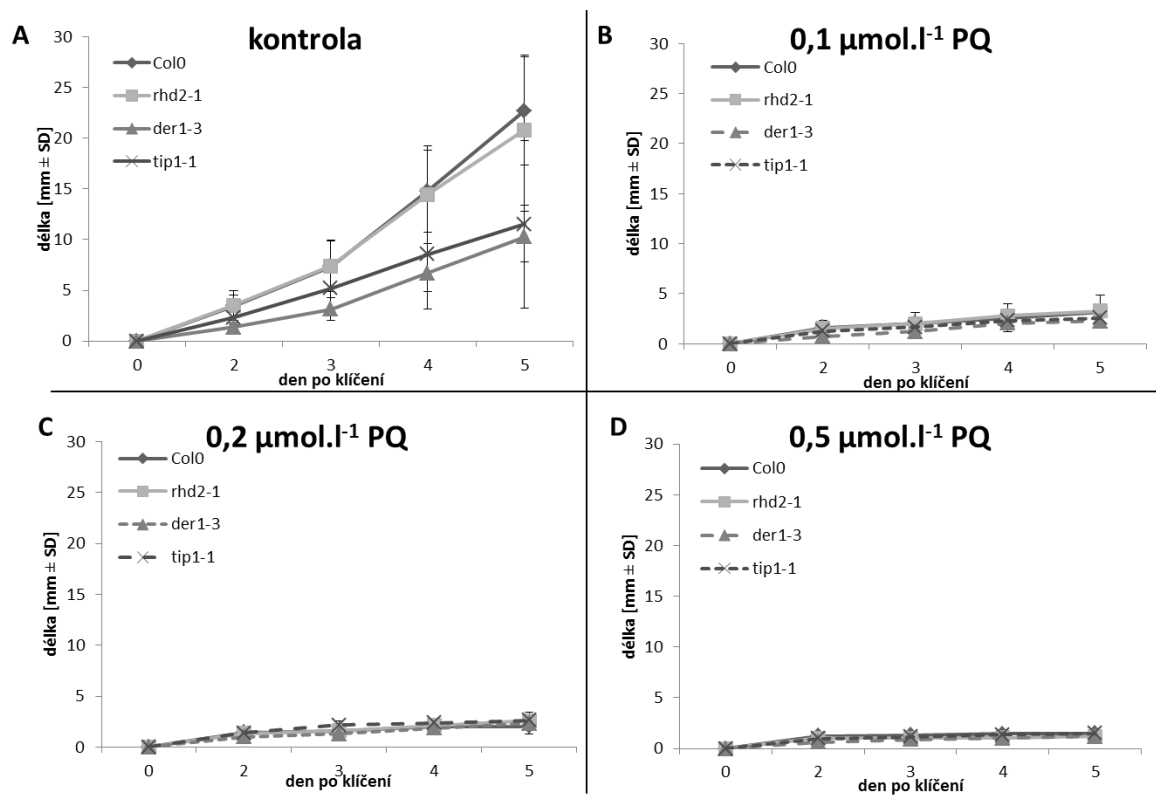 A
kontrola
30
25
20
15
10
5
0
délka [mm ± SD]
Col0
rhd2-1
der1-3
tip1-1
0 2 3 4 5
den po klíčení
B
0,1 µmol.l⁻¹ PQ
30
25
20
15
10
5
0
délka [mm ± SD]
Col0
rhd2-1
der1-3
tip1-1
0 2 3 4 5
den po klíčení
C
0,2 µmol.l⁻¹ PQ
30
25
20
15
10
5
0
délka [mm ± SD]
Col0
rhd2-1
der1-3
tip1-1
0 2 3 4 5
den po klíčení
D
0,5 µmol.l⁻¹ PQ
30
25
20
15
10
5
0
délka [mm ± SD]
Col0
rhd2-1
der1-3
tip1-1
0 2 3 4 5
den po klíčení